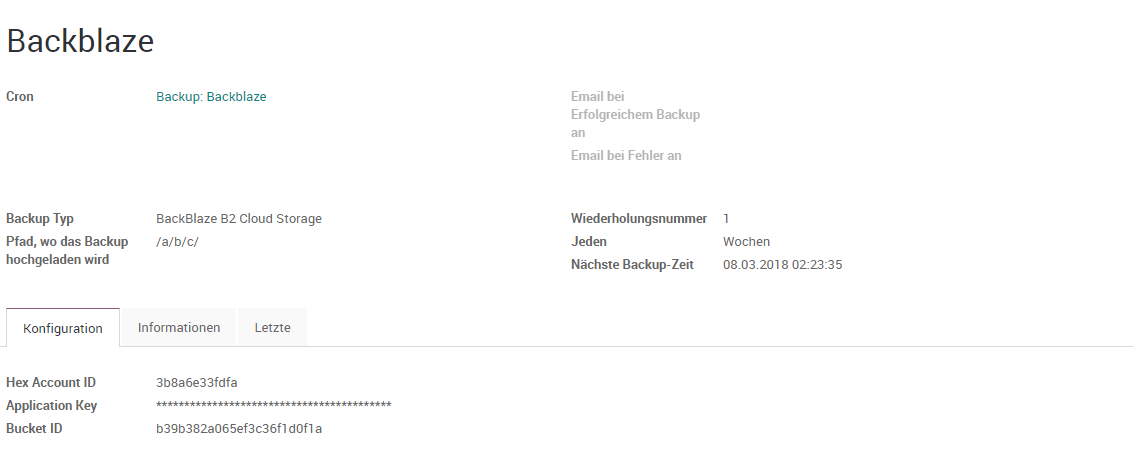 Backblaze
Cron Backup: Backblaze
Email bei
Erfolgreichem Backup
an
Email bei Fehler an
Backup Typ BackBlaze B2 Cloud Storage
Pfad, wo das Backup /a/b/c/
hochgeladen wird
Wiederholungsnummer 1
Jeden Wochen
Nächste Backup-Zeit 08.03.2018 02:23:35
Konfiguration Informationen Letzte
Hex Account ID 3b8a6e33fdfa
Application Key ******************************************
Bucket ID b39b382a065ef3c36f1d0f1a